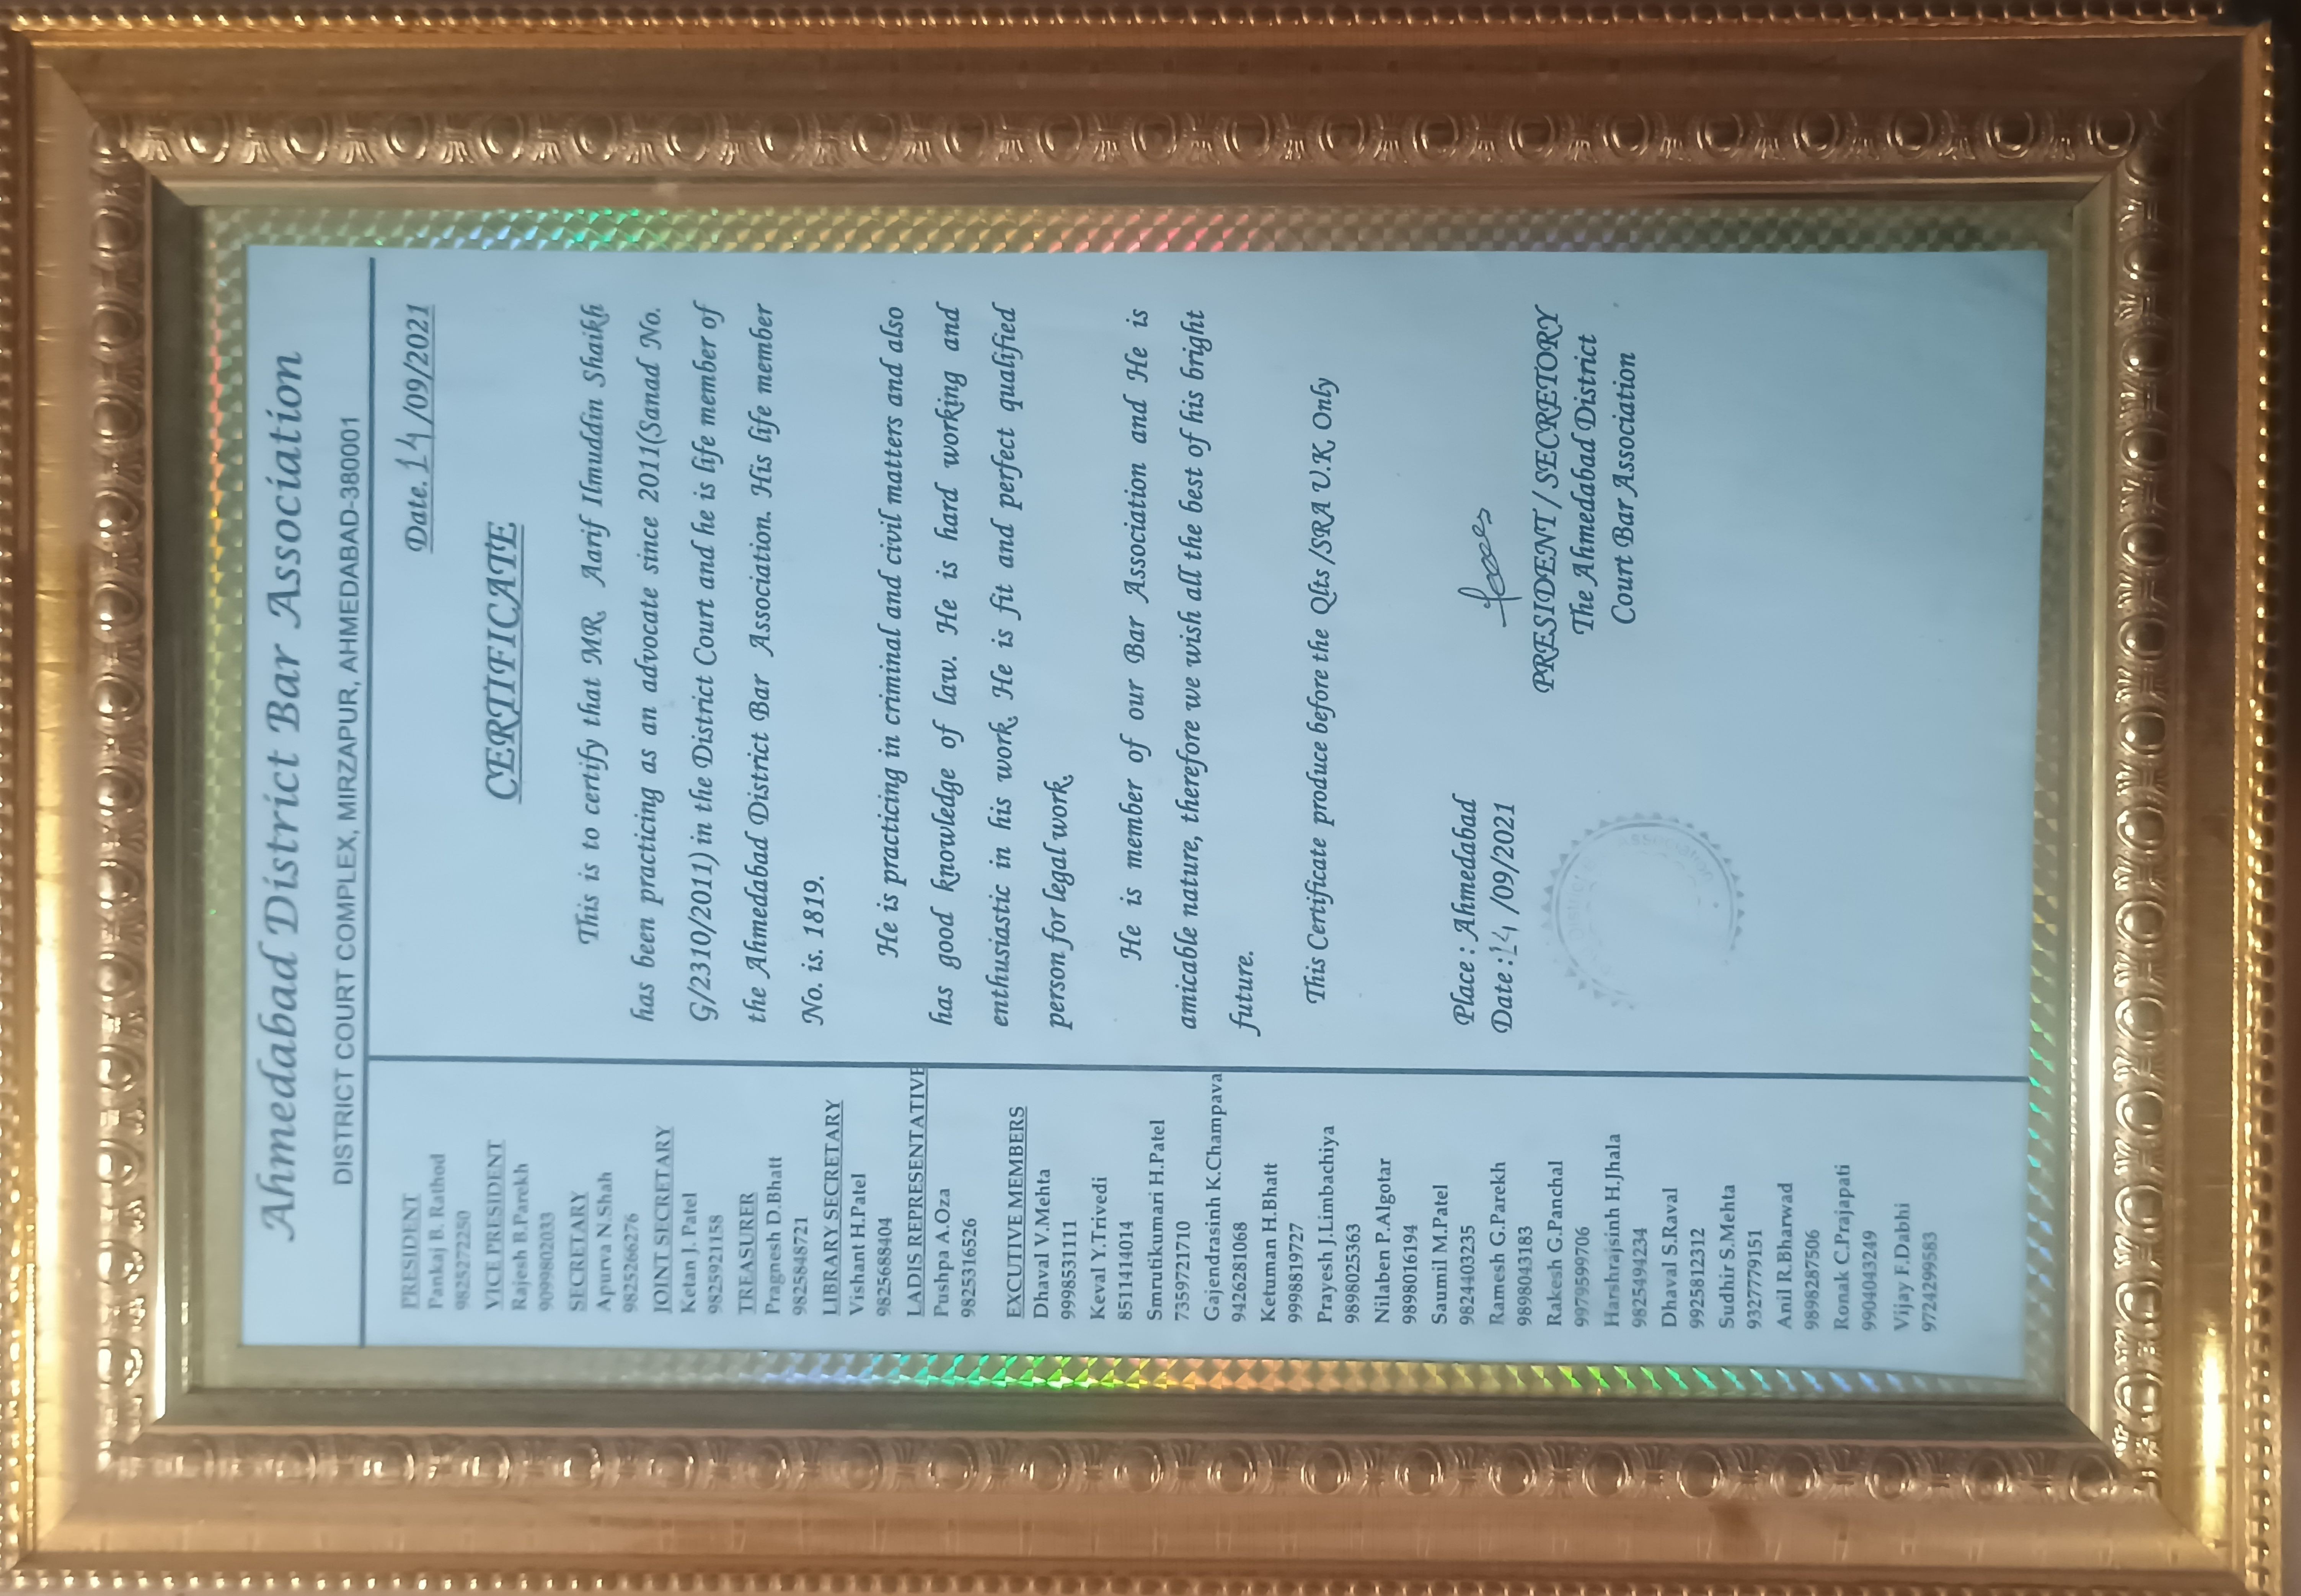 Ahmedabad District Bar Association
DISTRICT COURT COMPLEX, MIRZAPUR, AHMEDABAD-380001
PRESIDENT
Pankaj B. Rathod
9825272250
VICE PRESIDENT
Rajesh B.Parekh
9099802033
SECRETARY
Apurva N.Shah
9825266276
JOINT SECRETARY
Ketan J. Patel
9825921158
TREASURER
Pragnesh D.Bhatt
9825848721
LIBRARY SECRETARY
Vishant H.Patel
9825688404
LADIS REPRESENTATIVE
Pushpa A.Oza
9825316526
EXCUTIVE MEMBERS
Dhaval V.Mehta
9998531111
Keval Y.Trivedi
8511414014
Smrutikumari H.Patel
7359721710
Gajendrasinh K.Champava
9426281068
Ketuman H.Bhatt
9998819727
Prayesh J.Limbachiya
9898025363
Nilaben P.Algotar
9898016194
Saumil M.Patel
9824403235
Ramesh G.Parekh
9898043183
Rakesh G.Panchal
9979599706
Harshrajsinh H.Jhala
9825494234
Dhaval S.Raval
9925812312
Sudhir S.Mehta
9327779151
Anil R.Bharwad
9898287506
Ronak C.Prajapati
9904043249
Vijay F.Dabhi
9724299583
Date.14/09/2021
CERTIFICATE
This is to certify that MR. Aarif Ilmuddin Shaikh
has been practicing as an advocate since 2011(Sanad No.
G/2310/2011) in the District Court and he is life member of
the Ahmedabad District Bar Association. His life member
No. is. 1819.
He is practicing in criminal and civil matters and also
has good knowledge of law. He is hard working and
enthusiastic in his work. He is fit and perfect qualified
person for legal work.
He is member of our Bar Association and He is
amicable nature, therefore we wish all the best of his bright
future.
This Certificate produce before the Qlts /SRA U.K. Only
Place : Ahmedabad
Date :14 /09/2021
PRESIDENT / SECRETORY
The Ahmedabad District
Court Bar Association